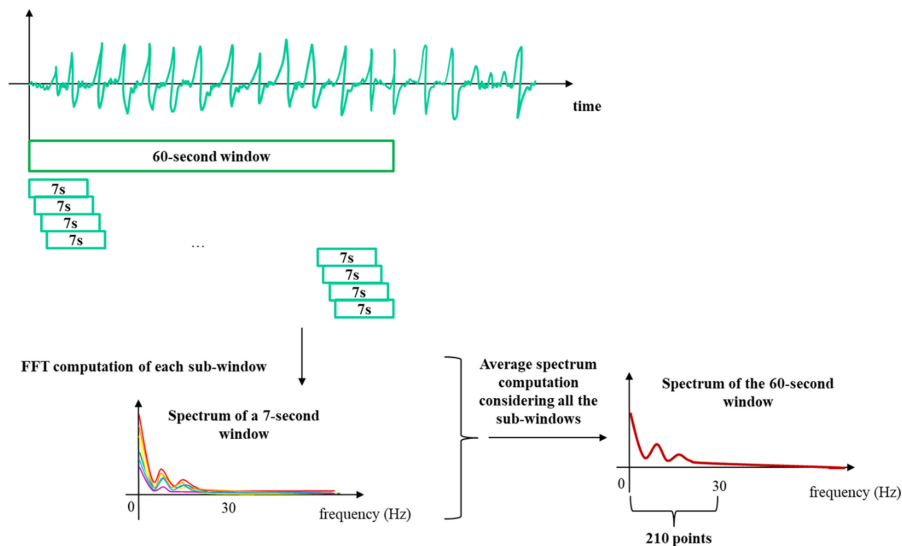 time
60-second window
7s
7s
7s
7s
...
7s
7s
7s
7s
FFT computation of each sub-window
Spectrum of a 7-second
window
0
30
frequency (Hz)
Average spectrum
computation
considering all the
sub-windows
Spectrum of the 60-second
window
0
30
frequency (Hz)
210 points